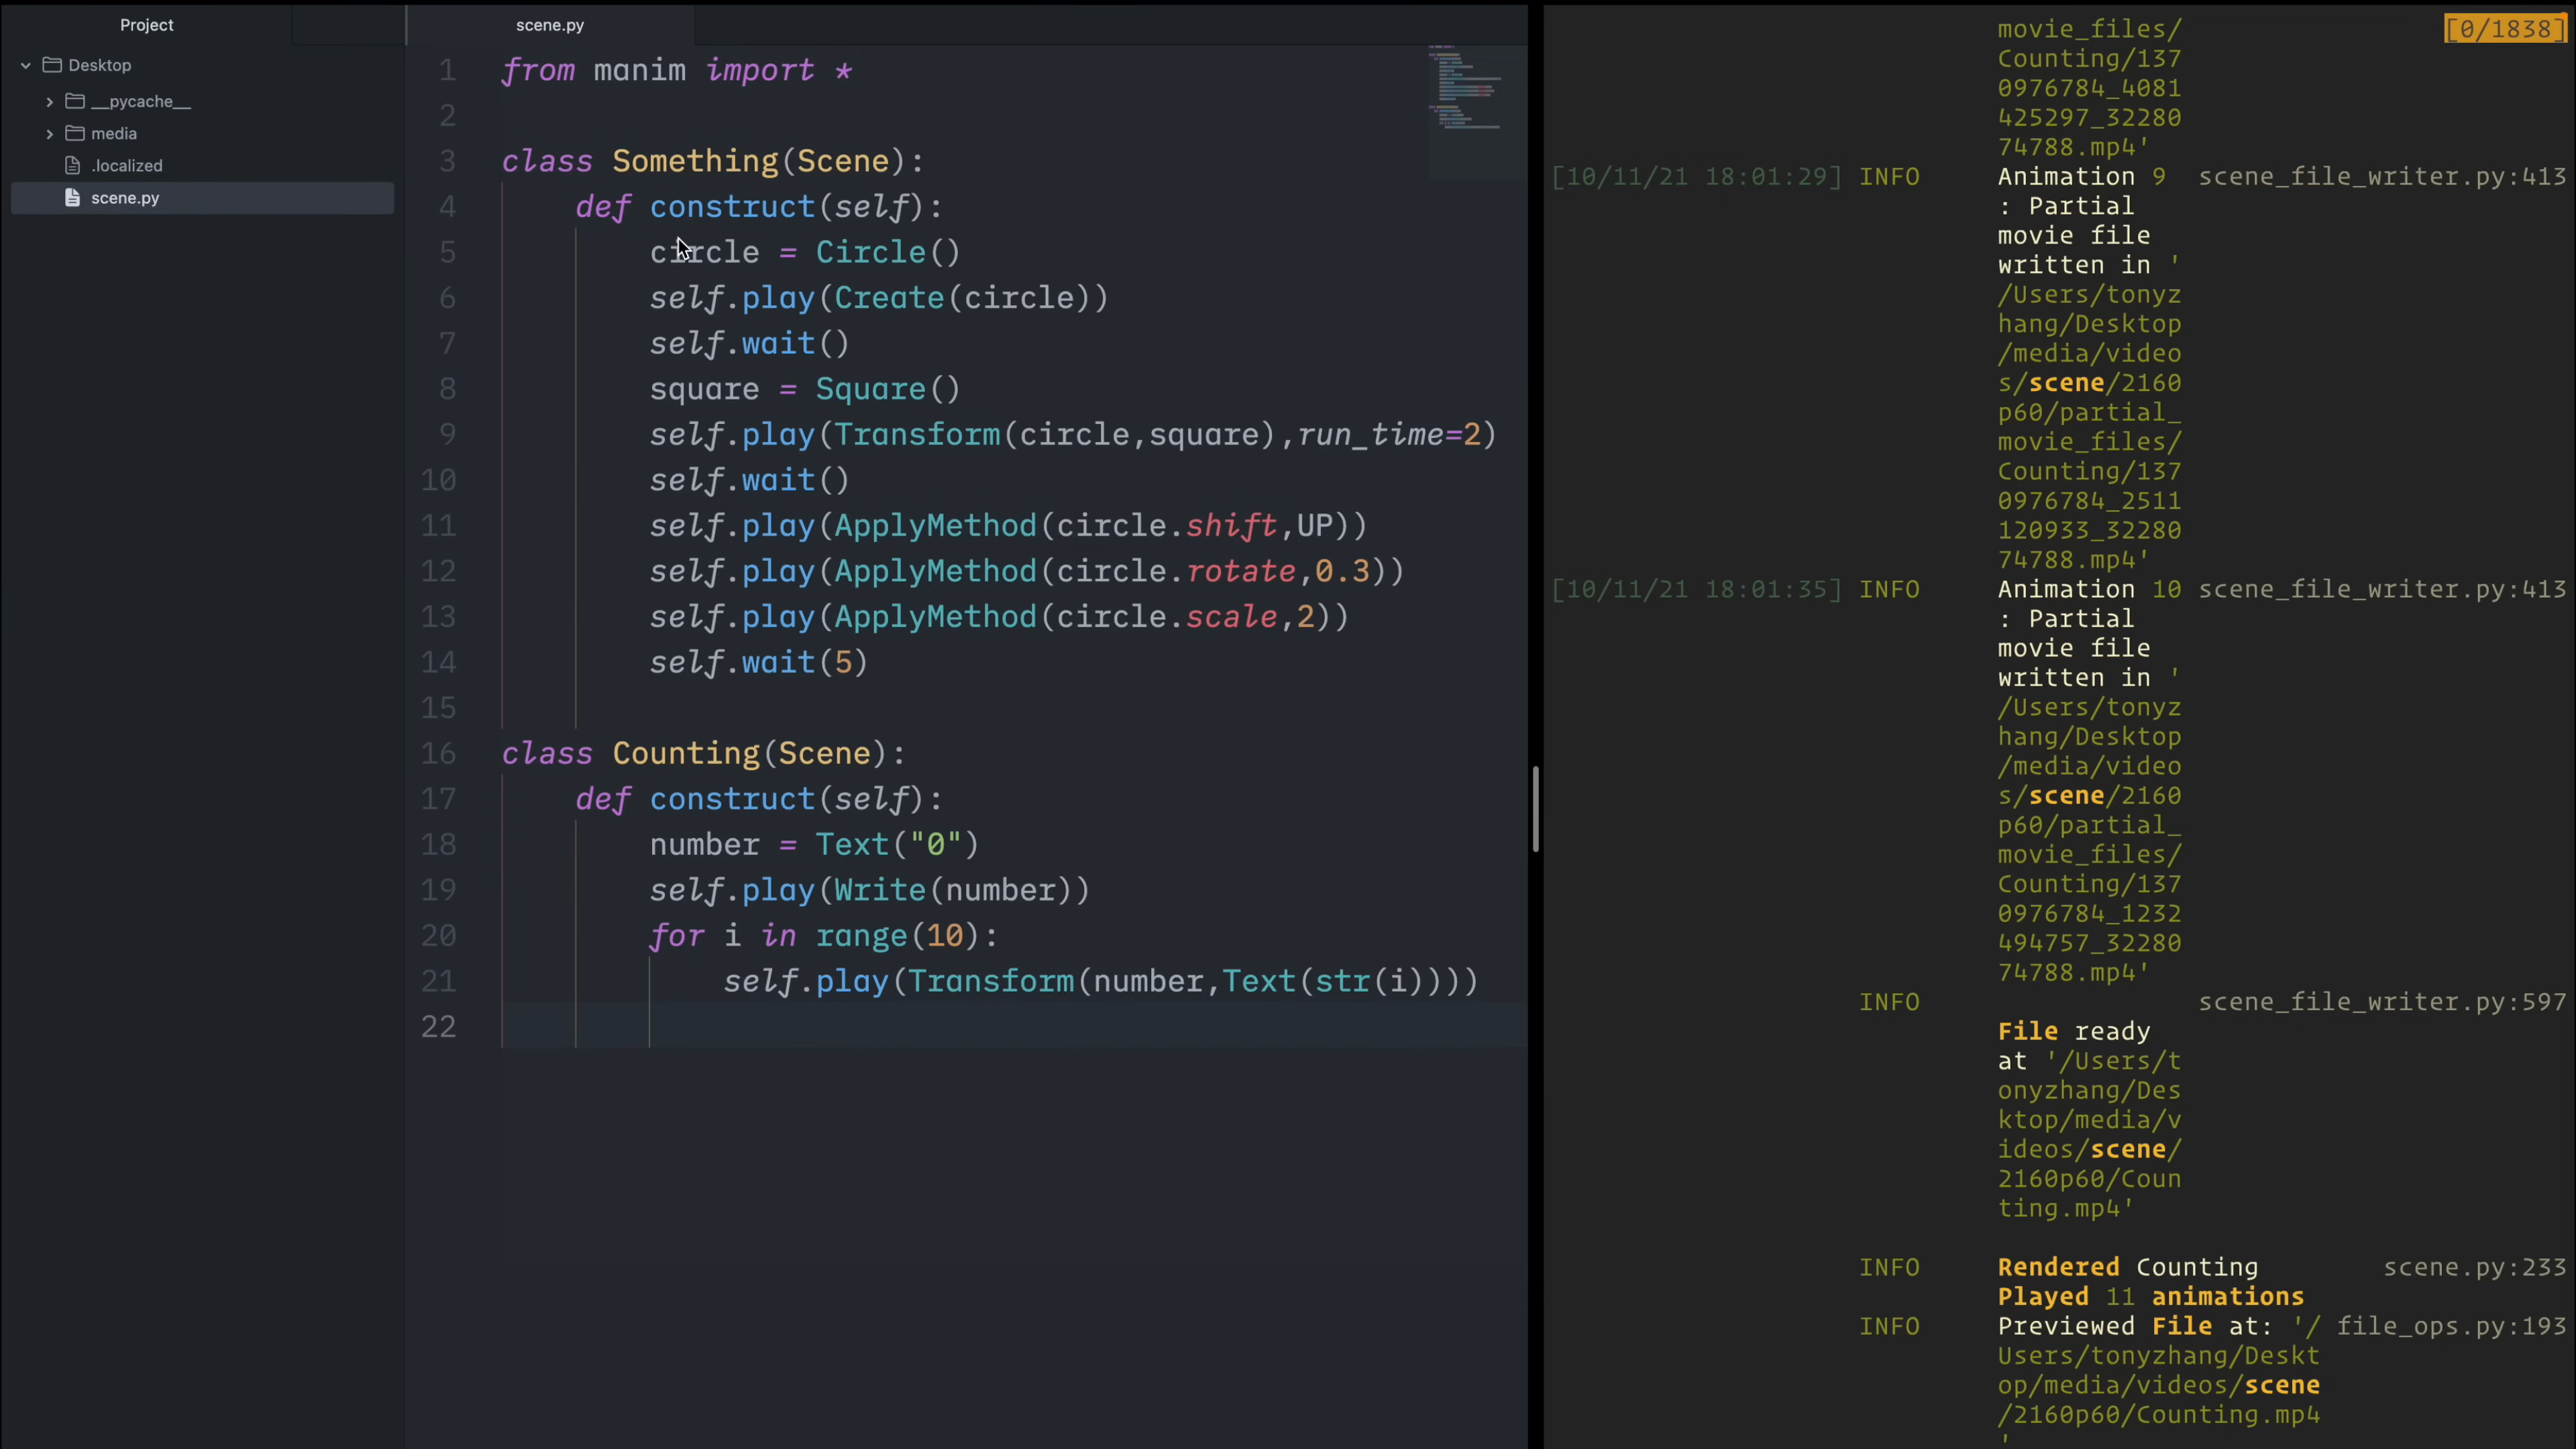 Project
Desktop
__pycache__
media
.localized
scene.py
scene.py
1 from manim import *
2
3 class Something(Scene):
4 def construct(self):
5 circle = Circle()
6 self.play(Create(circle))
7 self.wait()
8 square = Square()
9 self.play(Transform(circle,square),run_time=2)
10 self.wait()
11 self.play(ApplyMethod(circle.shift,UP))
12 self.play(ApplyMethod(circle.rotate,0.3))
13 self.play(ApplyMethod(circle.scale,2))
14 self.wait(5)
15
16 class Counting(Scene):
17 def construct(self):
18 number = Text("0")
19 self.play(Write(number))
20 for i in range(10):
21 self.play(Transform(number,Text(str(i))))
22
movie_files/ [0/1838]
Counting/137
0976784_4081
425297_32280
74788.mp4'
[10/11/21 18:01:29] INFO Animation 9 scene_file_writer.py:413
: Partial
movie file
written in '
/Users/tonyz
hang/Desktop
/media/video
s/scene/2160
p60/partial_
movie_files/
Counting/137
0976784_2511
120933_32280
74788.mp4'
[10/11/21 18:01:35] INFO Animation 10 scene_file_writer.py:413
: Partial
movie file
written in '
/Users/tonyz
hang/Desktop
/media/video
s/scene/2160
p60/partial_
movie_files/
Counting/137
0976784_1232
494757_32280
74788.mp4'
INFO scene_file_writer.py:597
File ready
at '/Users/t
onyzhang/Des
ktop/media/v
ideos/scene/
2160p60/Coun
ting.mp4'
INFO Rendered Counting scene.py:233
Played 11 animations
INFO Previewed File at: '/ file_ops.py:193
Users/tonyzhang/Deskt
op/media/videos/scene
/2160p60/Counting.mp4
'